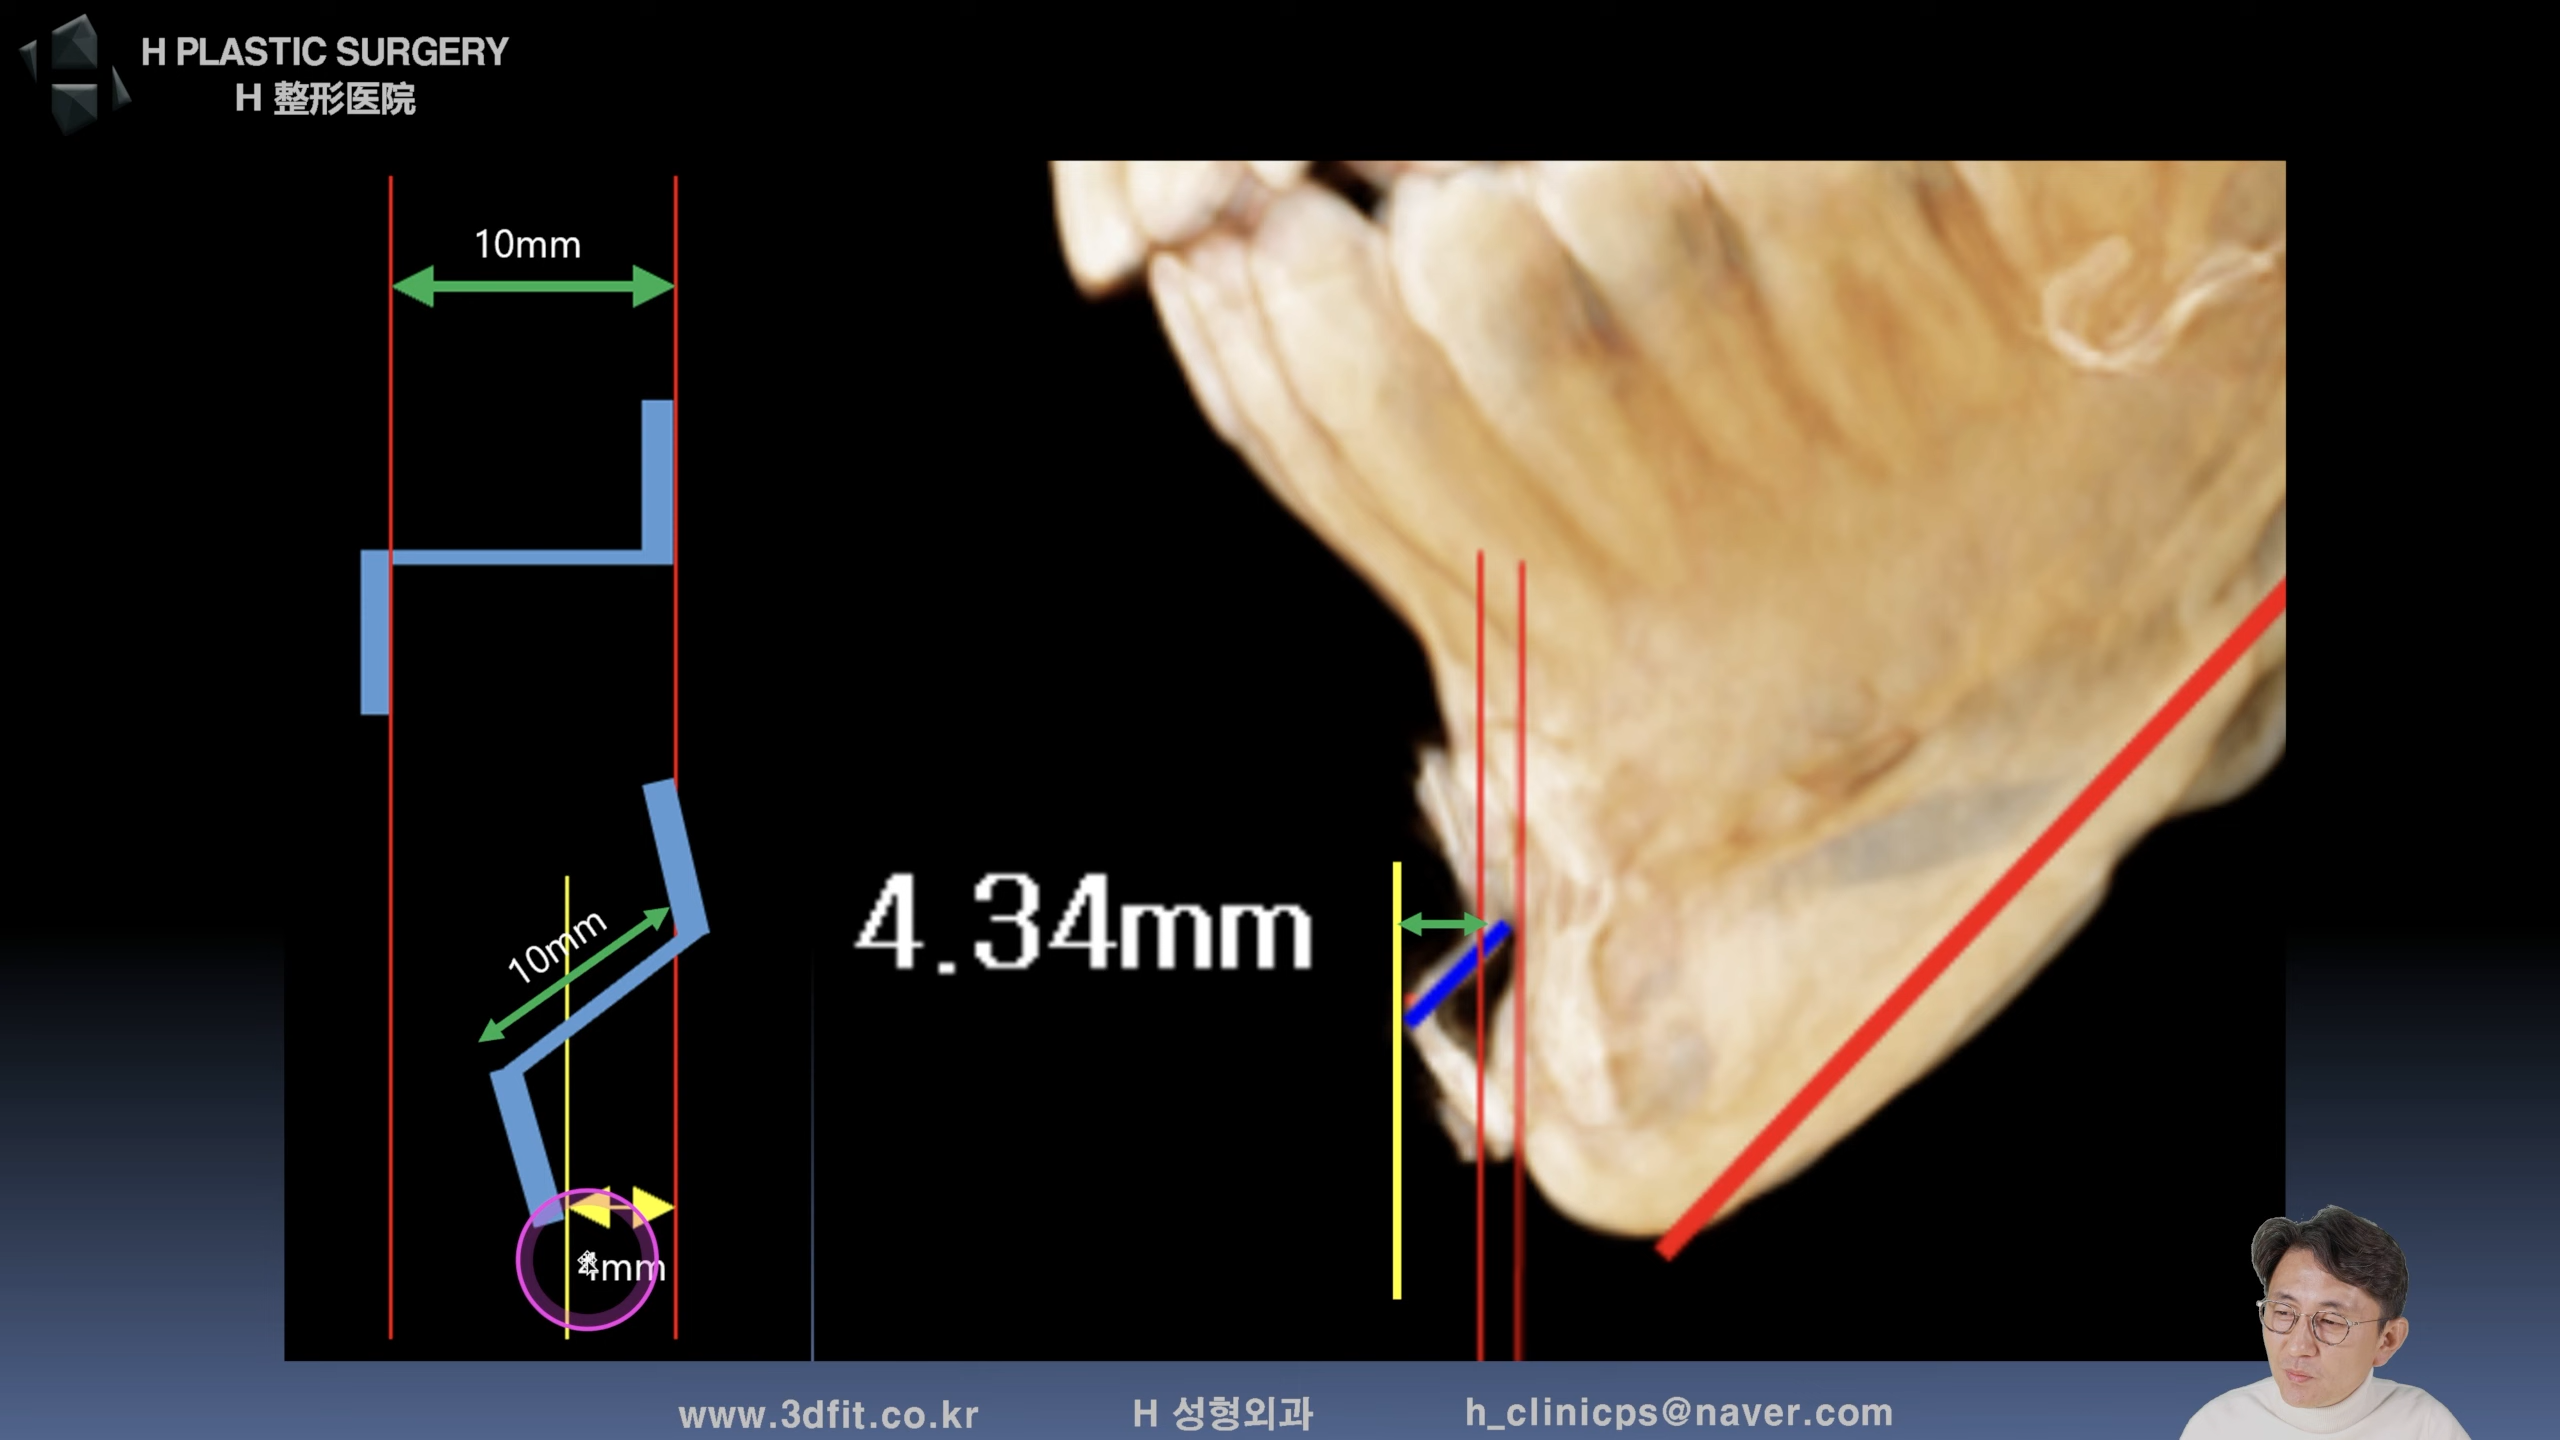 H PLASTIC SURGERY
H 整形医院
10mm
10mm
4.34mm
4mm
www.3dfit.co.kr
H 성형외과
h_clinicps@naver.com